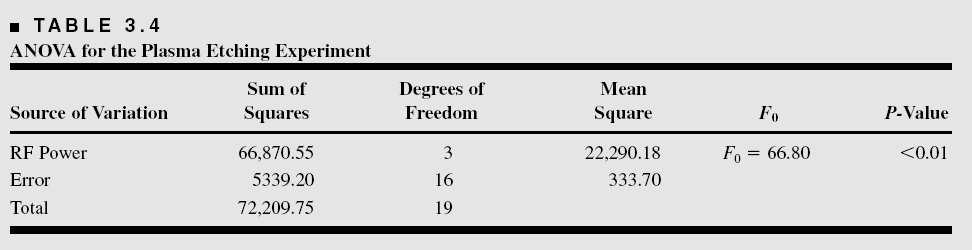 ■ TABLE 3.4
ANOVA for the Plasma Etching Experiment
Sum of Degrees of Mean
Source of Variation Squares Freedom Square F₀ P-Value
RF Power 66,870.55 3 22,290.18 F₀ = 66.80 <0.01
Error 5339.20 16 333.70
Total 72,209.75 19